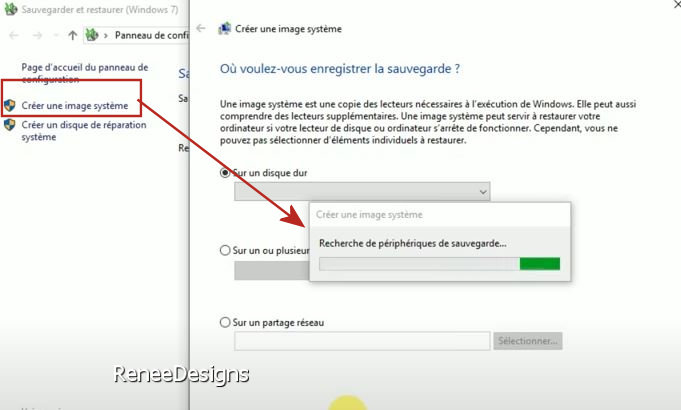 Sauvegarder et restaurer (Windows 7)
Panneau de confi
Page d'accueil du panneau de
configuration
Créer une image système
Créer un disque de réparation
système
Sa
Sa
Re
Créer une image système
Où voulez-vous enregistrer la sauvegarde ?
Une image système est une copie des lecteurs nécessaires à l'exécution de Windows. Elle peut aussi
comprendre des lecteurs supplémentaires. Une image système peut servir à restaurer votre
ordinateur si votre lecteur de disque ou ordinateur s'arrête de fonctionner. Cependant, vous ne
pouvez pas sélectionner d'éléments individuels à restaurer.
Sur un disque dur
Créer une image système
Recherche de périphériques de sauvegarde...
Sur un ou plusieur
Sur un partage réseau
Sélectionner...
ReneeDesigns